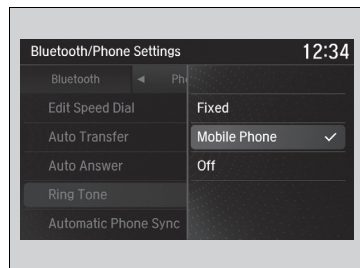 Bluetooth/Phone Settings 12:34
Bluetooth ◄
Edit Speed Dial
Auto Transfer
Auto Answer
Ring Tone
Automatic Phone Sync
Fixed
Mobile Phone ✓
Off